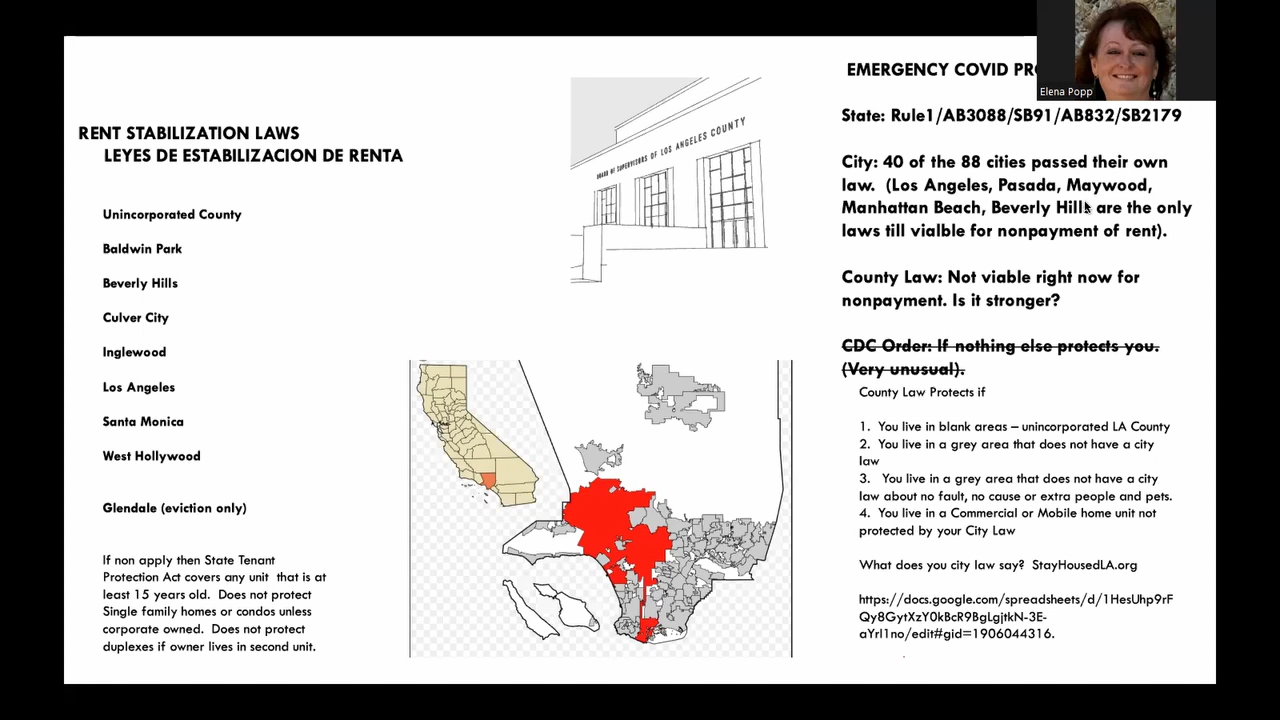 RENT STABILIZATION LAWS
LEYES DE ESTABILIZACION DE RENTA
Unincorporated County
Baldwin Park
Beverly Hills
Culver City
Inglewood
Los Angeles
Santa Monica
West Hollywood
Glendale (eviction only)
If non apply then State Tenant
Protection Act covers any unit that is at
least 15 years old. Does not protect
Single family homes or condos unless
corporate owned. Does not protect
duplexes if owner lives in second unit.
BOARD OF SUPERVISORS OF LOS ANGELES COUNTY
EMERGENCY COVID
Elena Popp
State: Rule1/AB3088/SB91/AB832/SB2179
City: 40 of the 88 cities passed their own
law. (Los Angeles, Pasada, Maywood,
Manhattan Beach, Beverly Hills are the only
laws till vialble for nonpayment of rent).
County Law: Not viable right now for
nonpayment. Is it stronger?
CDC Order: If nothing else protects you.
(Very unusual).
County Law Protects if
1. You live in blank areas – unincorporated LA County
2. You live in a grey area that does not have a city
law
3. You live in a grey area that does not have a city
law about no fault, no cause or extra people and pets.
4. You live in a Commercial or Mobile home unit not
protected by your City Law
What does you city law say? StayHousedLA.org
https://docs.google.com/spreadsheets/d/1HesUhp9rF
Qy8GytXzY0kBcR9BgLgjtkN-3E-
aYrl1no/edit#gid=1906044316.